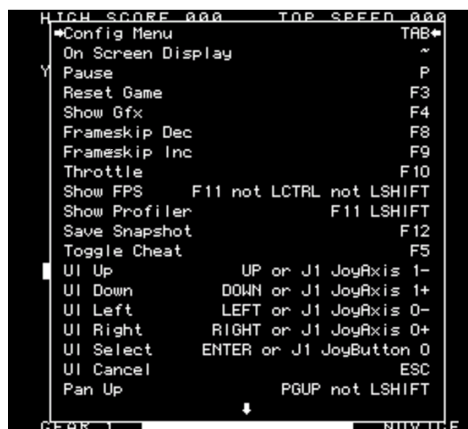 HIGH SCORE 000 TOP SPEED 000
Config Menu TAB
On Screen Display ~
Y
Pause P
Reset Game F3
Show Gfx F4
Frameskip Dec F8
Frameskip Inc F9
Throttle F10
Show FPS F11 not LCTRL not LSHIFT
Show Profiler F11 LSHIFT
Save Snapshot F12
Toggle Cheat F5
UI Up UP or J1 JoyAxis 1-
UI Down DOWN or J1 JoyAxis 1+
UI Left LEFT or J1 JoyAxis 0-
UI Right RIGHT or J1 JoyAxis 0+
UI Select ENTER or J1 JoyButton 0
UI Cancel ESC
Pan Up PGUP not LSHIFT
GEAR 1 NOVICE